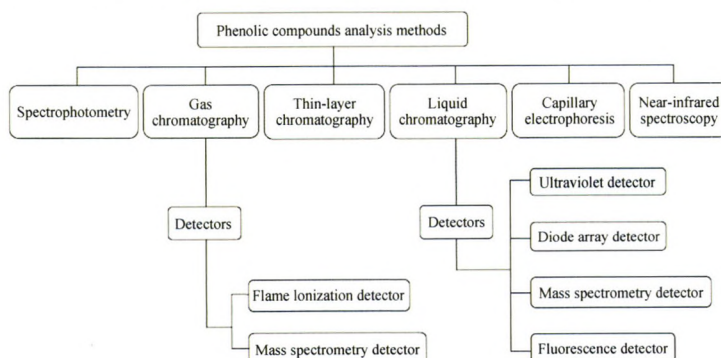 Phenolic compounds analysis methods
Spectrophotometry
Gas
chromatography
Thin-layer
chromatography
Liquid
chromatography
Capillary
electrophoresis
Near-infrared
spectroscopy
Detectors
Flame lonization detector
Mass spectrometry detector
Detectors
Ultraviolet detector
Diode array detector
Mass spectrometry detector
Fluorescence detector